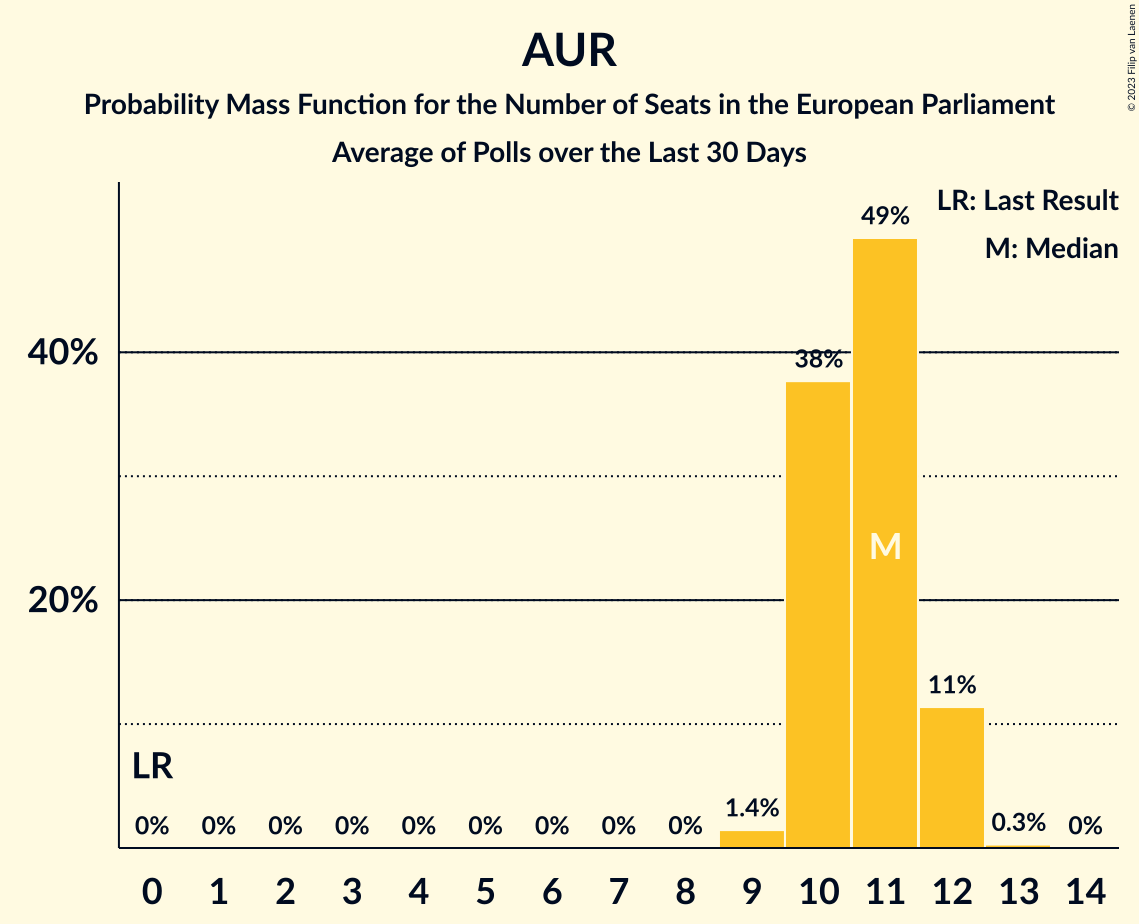 AUR
Probability Mass Function for the Number of Seats in the European Parliament
Average of Polls over the Last 30 Days
© 2023 Filip van Laenen
LR: Last Result
M: Median
49%
40%
38%
M
20%
11%
LR
1.4%
0% 0% 0% 0% 0% 0% 0% 0% 0% 0.3% 0%
0 1 2 3 4 5 6 7 8 9 10 11 12 13 14